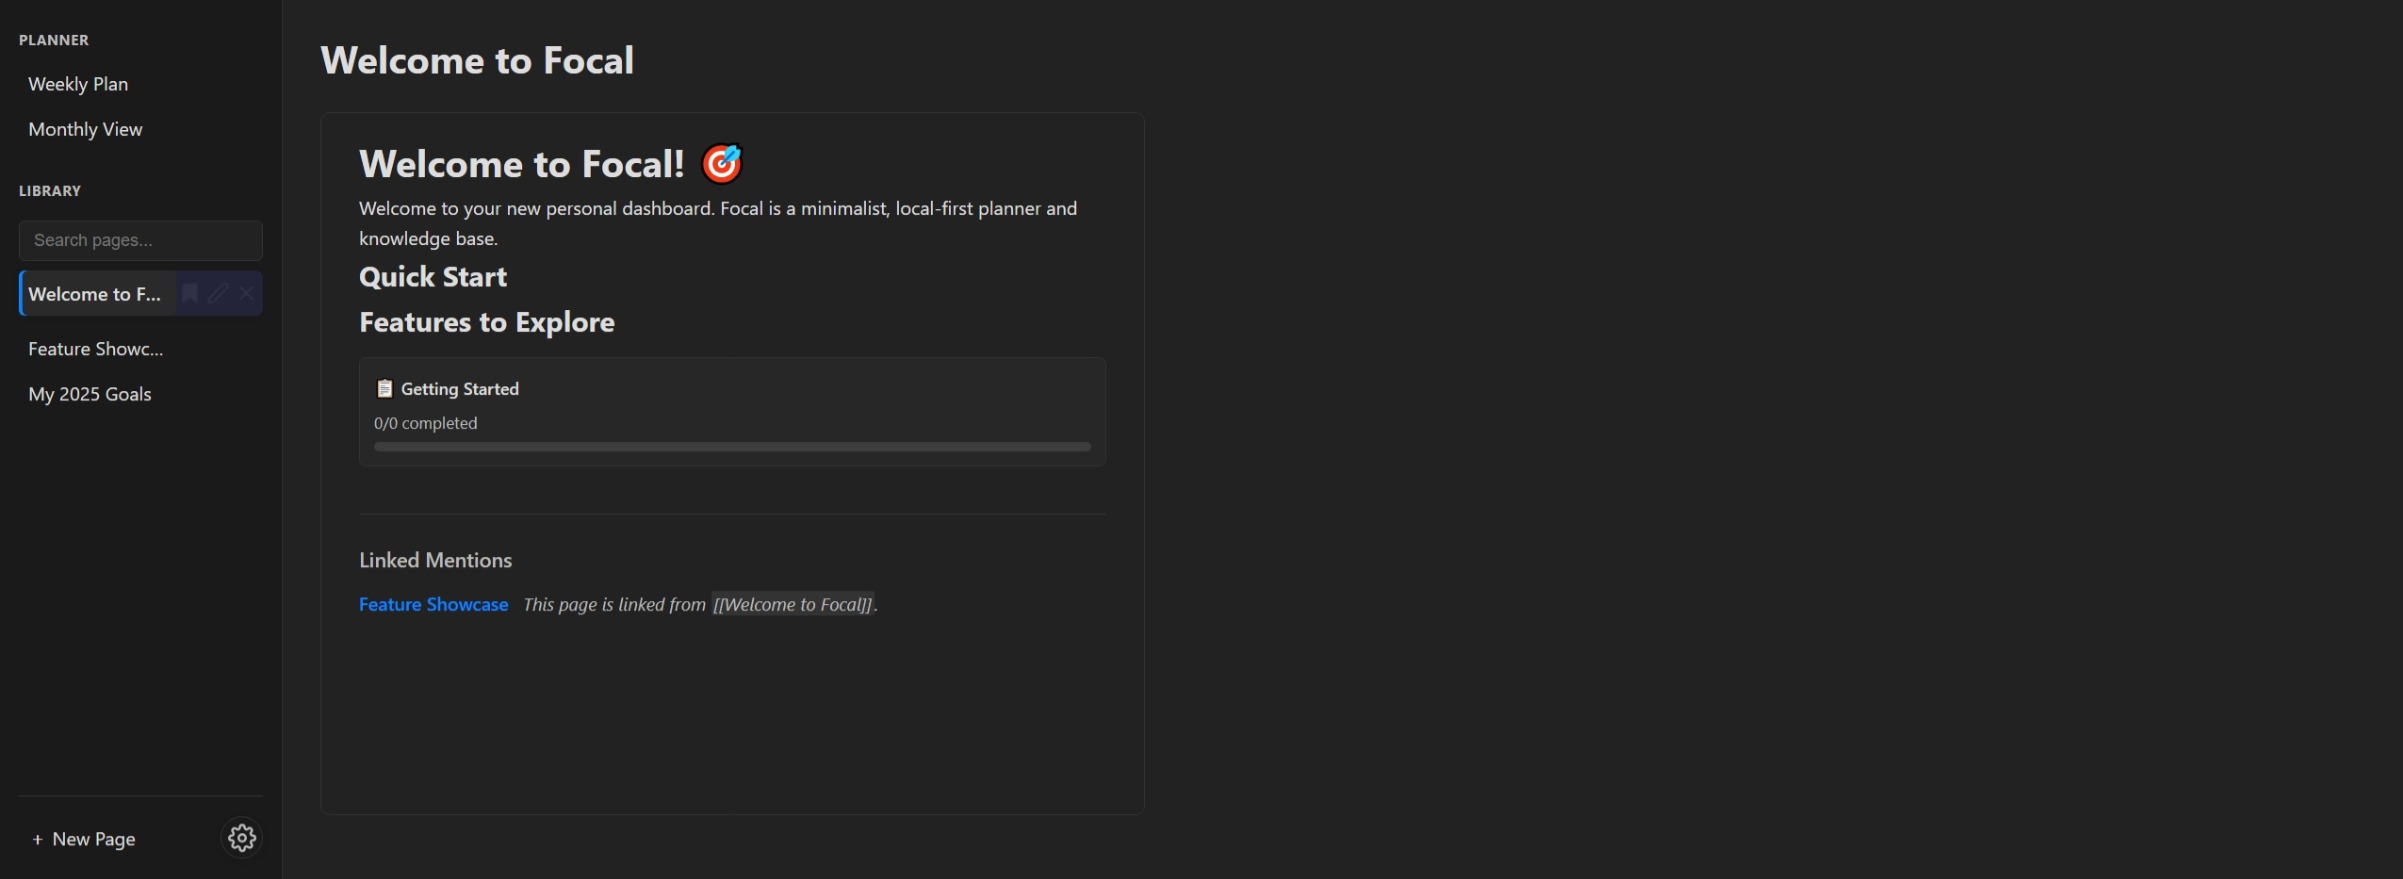 PLANNER
Weekly Plan
Monthly View
LIBRARY
Search pages...
Welcome to F...
Feature Showc...
My 2025 Goals
+ New Page
Welcome to Focal
Welcome to Focal! 🎯
Welcome to your new personal dashboard. Focal is a minimalist, local-first planner and
knowledge base.
Quick Start
Features to Explore
📋 Getting Started
0/0 completed
Linked Mentions
Feature Showcase This page is linked from [[Welcome to Focal]].